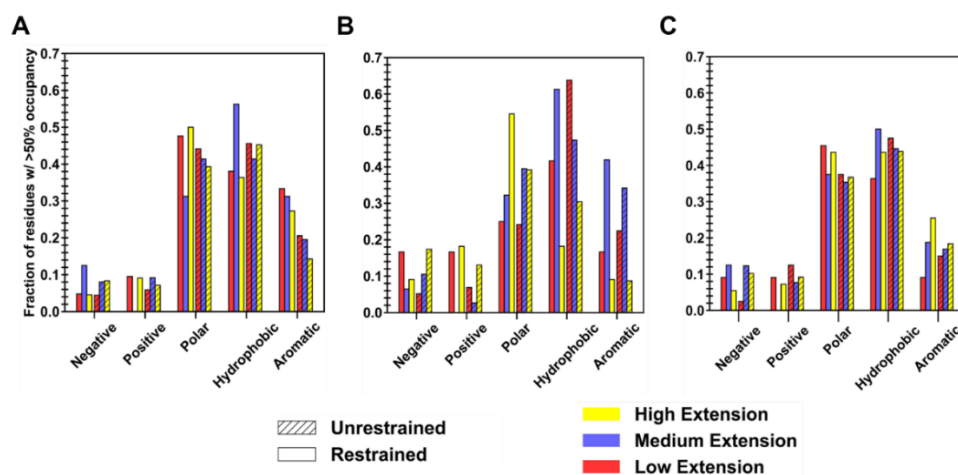 A
B
C
Fraction of residues w/ >50% occupancy
0.7
0.6
0.5
0.4
0.3
0.2
0.1
0.0
Negative
Positive
Polar
Hydrophobic
Aromatic
0.7
0.6
0.5
0.4
0.3
0.2
0.1
0.0
Negative
Positive
Polar
Hydrophobic
Aromatic
0.7
0.6
0.5
0.4
0.3
0.2
0.1
0.0
Negative
Positive
Polar
Hydrophobic
Aromatic
Unrestrained
Restrained
High Extension
Medium Extension
Low Extension